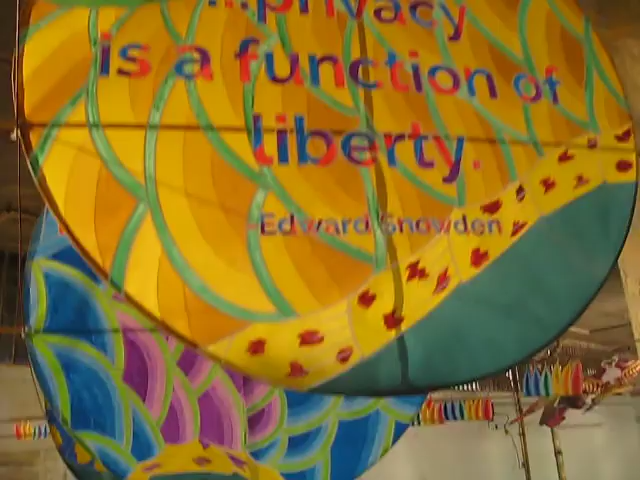 ...privacy
is a function of
liberty.
Edward Snowden